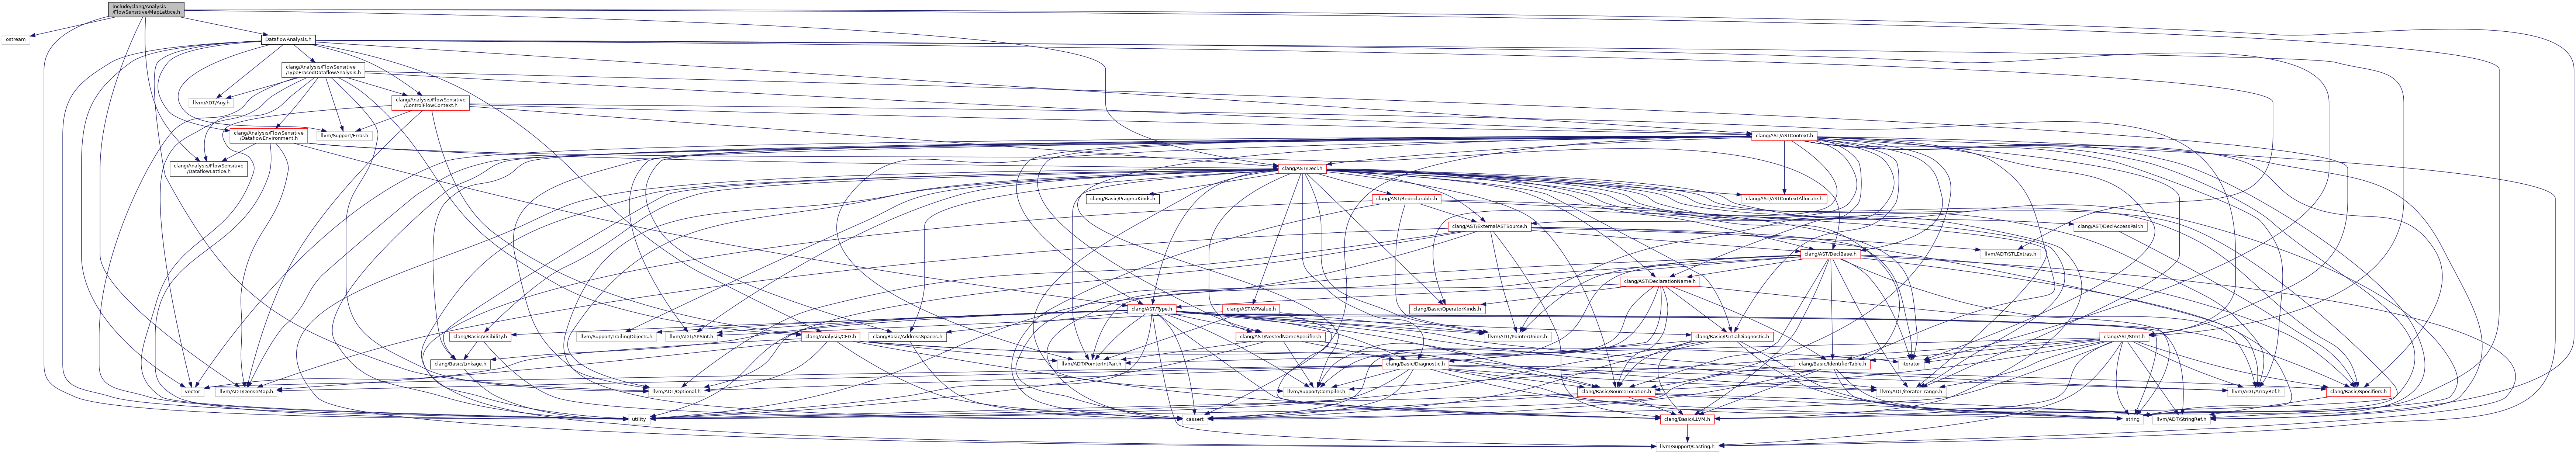 include/clang/Analysis
/FlowSensitive/MapLattice.h
ostream
DataflowAnalysis.h
clang/Analysis/FlowSensitive
/TypeErasedDataflowAnalysis.h
llvm/ADT/Any.h
clang/Analysis/FlowSensitive
/ControlFlowContext.h
clang/Analysis/FlowSensitive
/DataflowEnvironment.h
llvm/Support/Error.h
clang/AST/ASTContext.h
clang/Analysis/FlowSensitive
/DataflowLattice.h
clang/AST/Decl.h
clang/Basic/PragmaKinds.h
clang/AST/Redeclarable.h
clang/AST/ASTContextAllocate.h
clang/AST/ExternalASTSource.h
clang/AST/DeclAccessPair.h
clang/AST/DeclBase.h
llvm/ADT/STLExtras.h
clang/AST/DeclarationName.h
clang/AST/Type.h
clang/AST/APValue.h
clang/Basic/OperatorKinds.h
clang/Basic/Visibility.h
llvm/Support/TrailingObjects.h
llvm/ADT/APSInt.h
clang/Analysis/CFG.h
clang/Basic/AddressSpaces.h
clang/AST/NestedNameSpecifier.h
llvm/ADT/PointerUnion.h
clang/Basic/PartialDiagnostic.h
clang/AST/Stmt.h
clang/Basic/Linkage.h
llvm/ADT/PointerIntPair.h
clang/Basic/Diagnostic.h
clang/Basic/IdentifierTable.h
iterator
vector
llvm/ADT/DenseMap.h
llvm/ADT/Optional.h
llvm/Support/Compiler.h
clang/Basic/SourceLocation.h
llvm/ADT/iterator_range.h
llvm/ADT/ArrayRef.h
clang/Basic/Specifiers.h
utility
cassert
clang/Basic/LLVM.h
string
llvm/ADT/StringRef.h
llvm/Support/Casting.h